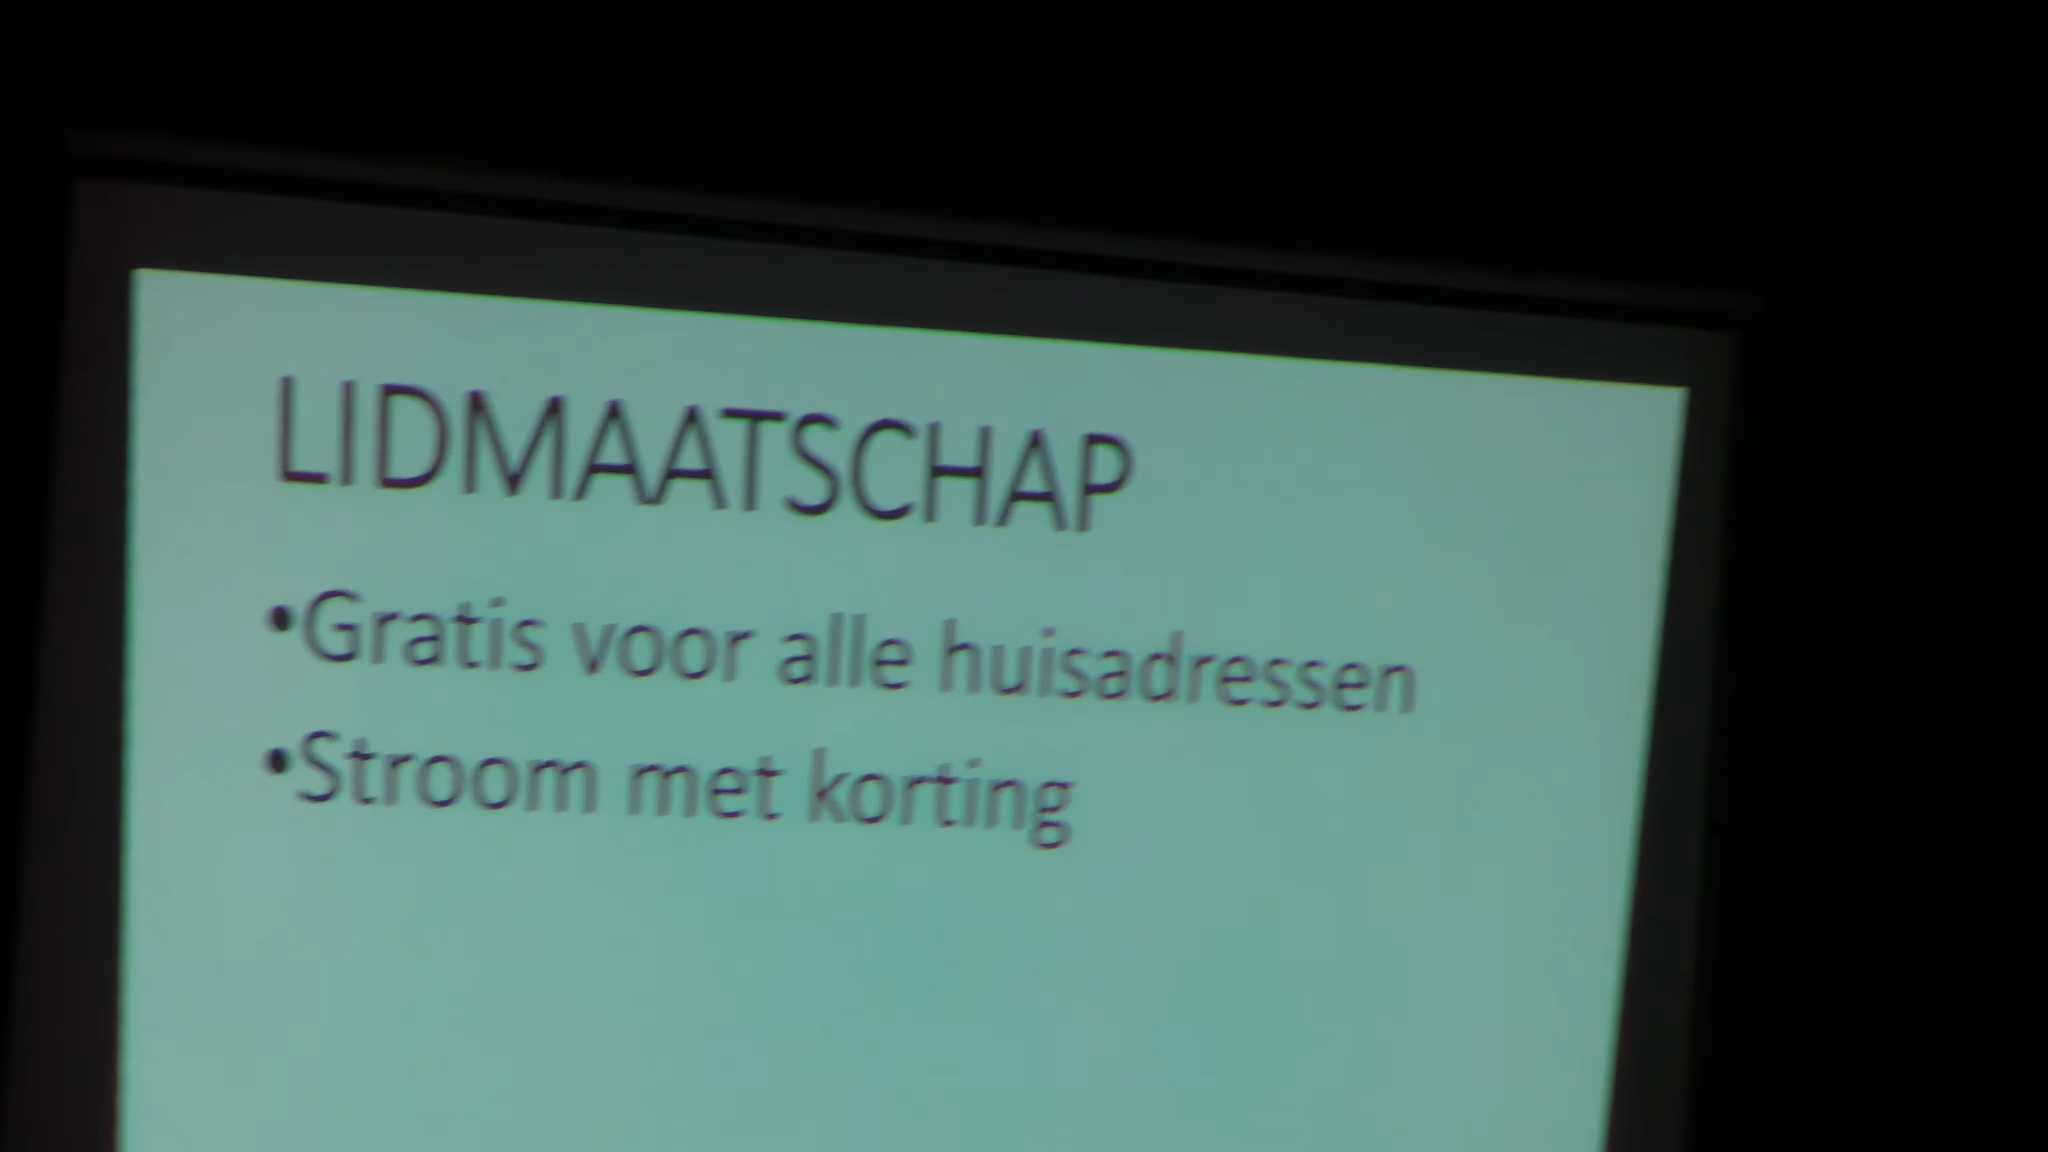 LIDMAATSCHAP
•Gratis voor alle huisadressen
•Stroom met korting